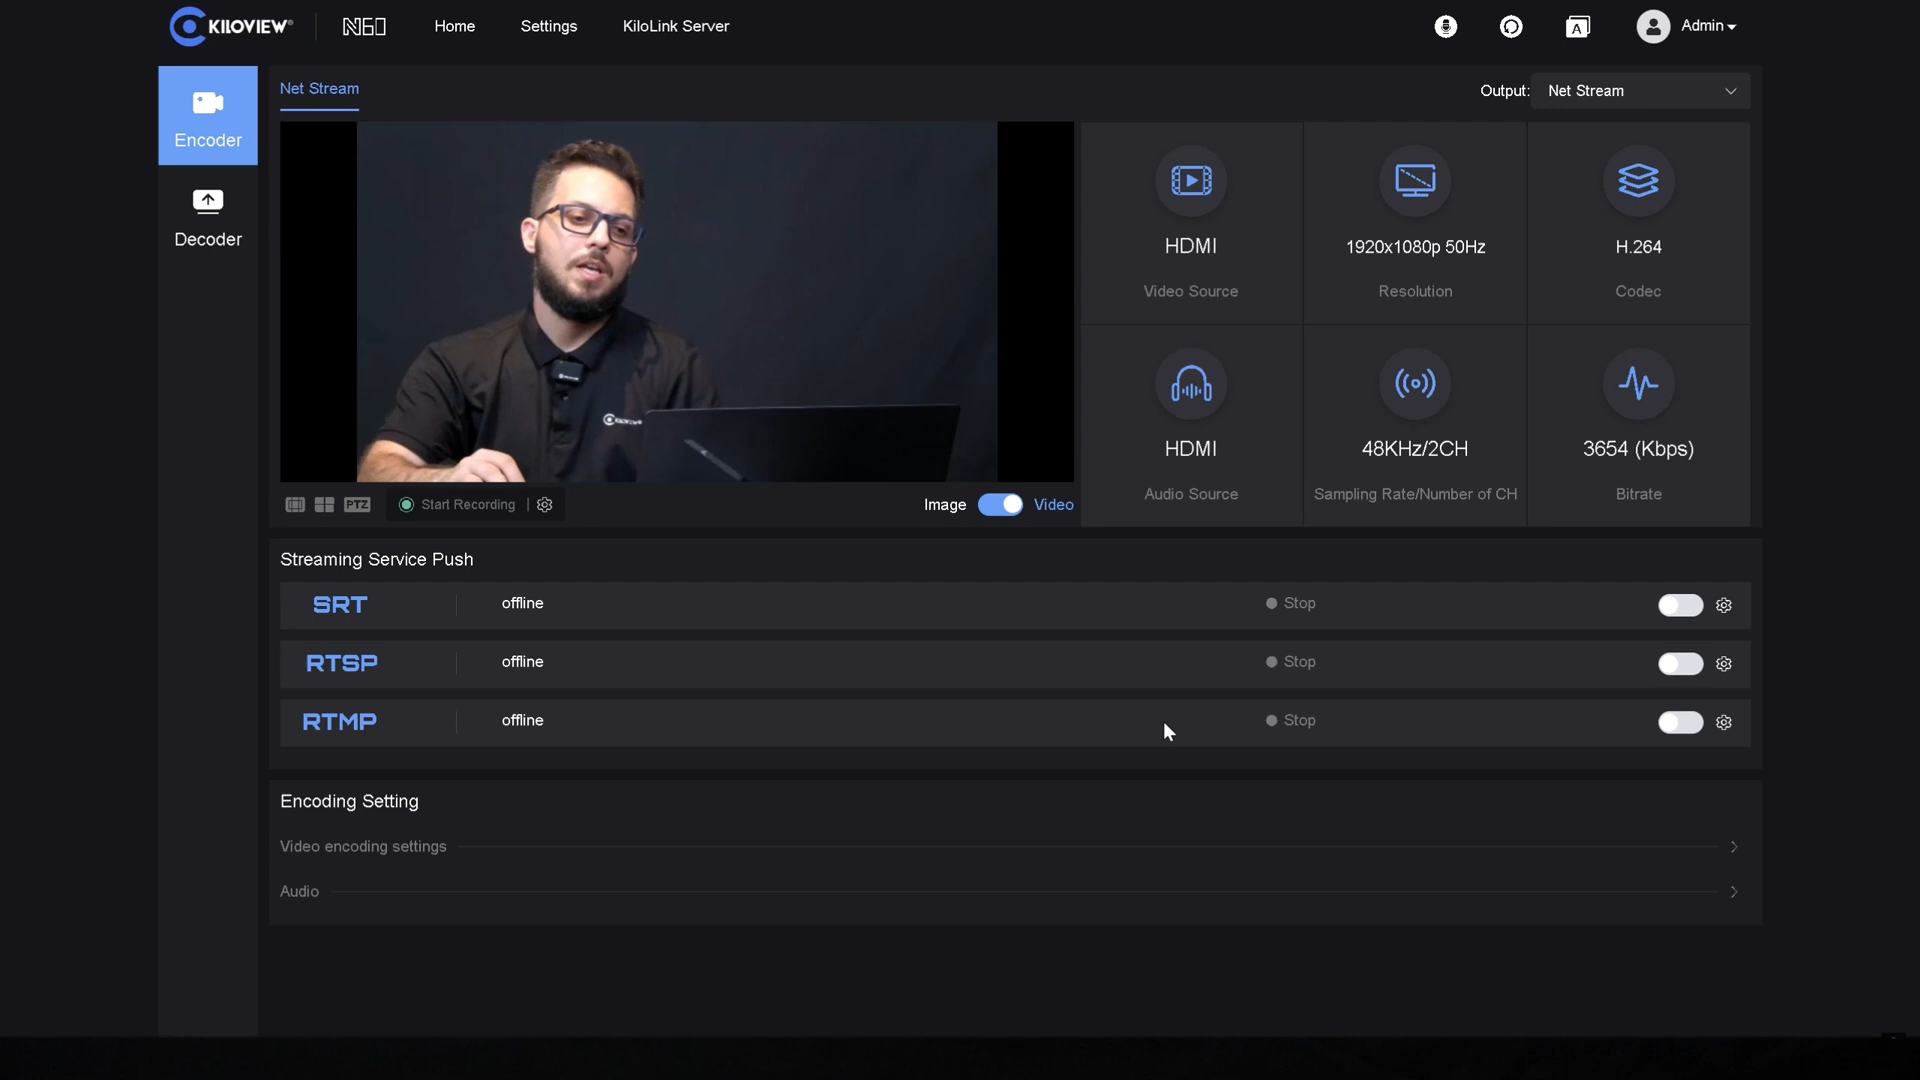 KILOVIEW®
N60
Home
Settings
KiloLink Server
A
Admin
Encoder
Decoder
Net Stream
Output:
Net Stream
HDMI
Video Source
1920x1080p 50Hz
Resolution
H.264
Codec
HDMI
Audio Source
48KHz/2CH
Sampling Rate/Number of CH
3654 (Kbps)
Bitrate
KILOVIEW
PTZ
Start Recording
Image
Video
Streaming Service Push
SRT
offline
Stop
RTSP
offline
Stop
RTMP
offline
Stop
Encoding Setting
Video encoding settings
Audio